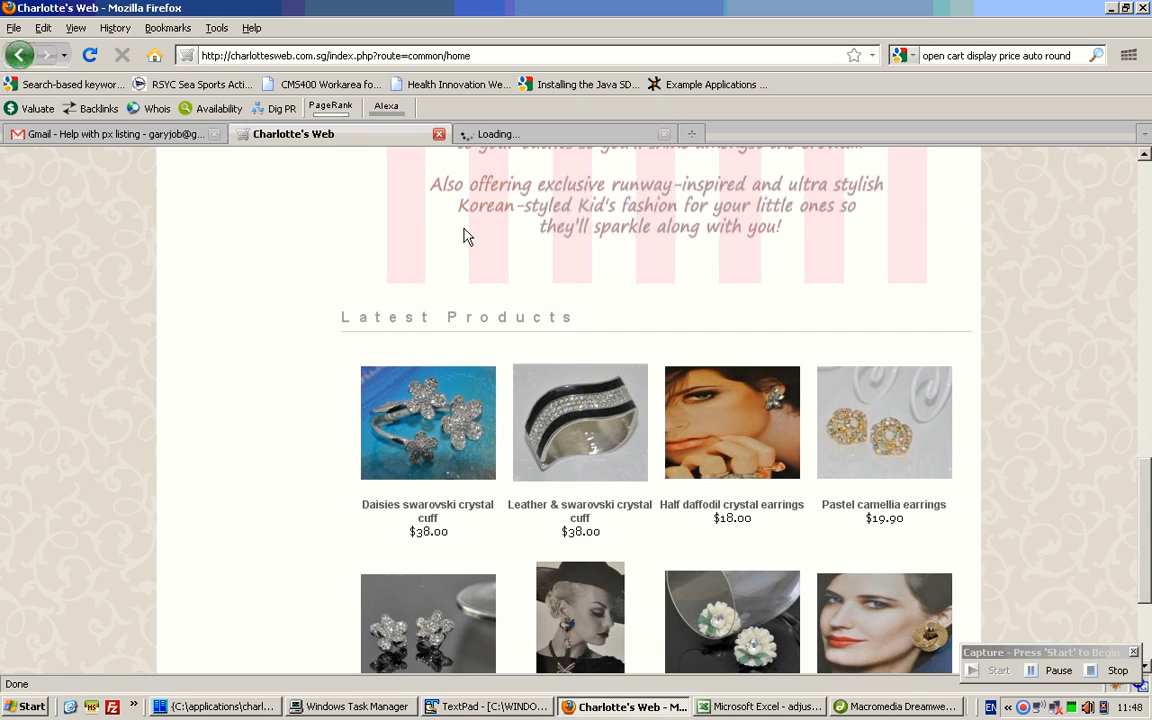 Charlotte's Web - Mozilla Firefox
File Edit View History Bookmarks Tools Help
http://charlottesweb.com.sg/index.php?route=common/home
open cart display price auto round
Search-based keywor... RSYC Sea Sports Acti... CMS400 Workarea fo... Health Innovation We... Installing the Java SD... Example Applications ...
Valuate Backlinks Whois Availability Dig PR PageRank Alexa
Gmail - Help with px listing - garyjob@g... Charlotte's Web Loading...
Also offering exclusive runway-inspired and ultra stylish
Korean-styled Kid's fashion for your little ones so
they'll sparkle along with you!
Latest Products
Daisies swarovski crystal
cuff
$38.00
Leather & swarovski crystal
cuff
$38.00
Half daffodil crystal earrings
$18.00
Pastel camellia earrings
$19.90
Capture - Press 'Start' to Begin
Start Pause Stop
Done
Start {C:\applications\charl... Windows Task Manager TextPad - [C:\WINDO... Charlotte's Web - M... Microsoft Excel - adjus... Macromedia Dreamwe... EN 11:48